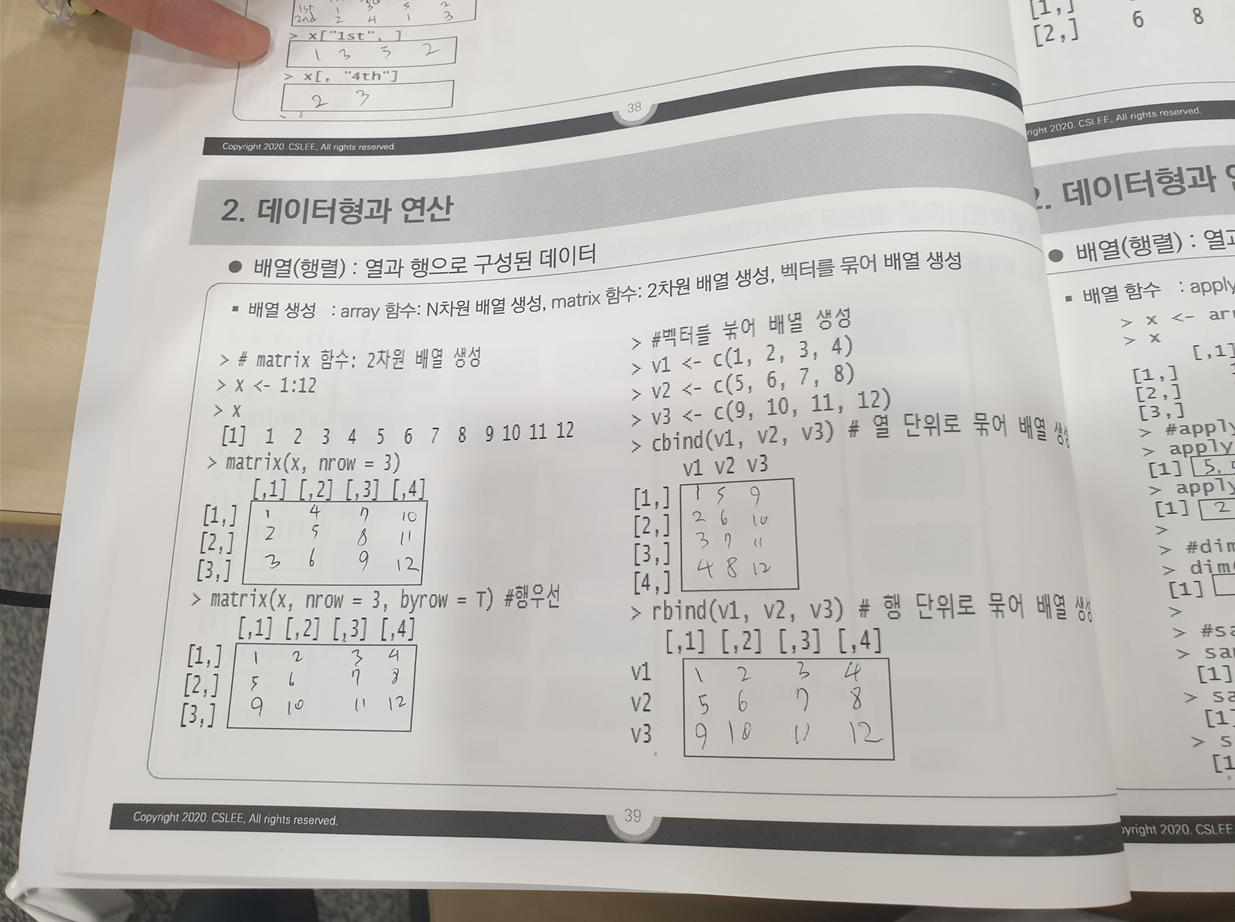 1st 1 3 5 2
2nd 2 4 1 3
> x["1st", ]
1 3 5 2
> x[, "4th"]
2 3
38
Copyright 2020. CSLEE, All rights reserved.
2. 데이터형과 연산
● 배열(행렬) : 열과 행으로 구성된 데이터
▪ 배열 생성 : array 함수: N차원 배열 생성, matrix 함수: 2차원 배열 생성, 벡터를 묶어 배열 생성
> # matrix 함수: 2차원 배열 생성
> x <- 1:12
> x
[1] 1 2 3 4 5 6 7 8 9 10 11 12
> matrix(x, nrow = 3)
[,1] [,2] [,3] [,4]
[1,] 1 4 7 10
[2,] 2 5 8 11
[3,] 3 6 9 12
> matrix(x, nrow = 3, byrow = T) #행우선
[,1] [,2] [,3] [,4]
[1,] 1 2 3 4
[2,] 5 6 7 8
[3,] 9 10 11 12
> #벡터들 묶어 배열 생성
> v1 <- c(1, 2, 3, 4)
> v2 <- c(5, 6, 7, 8)
> v3 <- c(9, 10, 11, 12)
> cbind(v1, v2, v3) # 열 단위로 묶어 배열 생성
v1 v2 v3
[1,] 1 5 9
[2,] 2 6 10
[3,] 3 7 11
[4,] 4 8 12
> rbind(v1, v2, v3) # 행 단위로 묶어 배열 생성
[,1] [,2] [,3] [,4]
v1 1 2 3 4
v2 5 6 7 8
v3 9 10 11 12
Copyright 2020. CSLEE, All rights reserved.
39
[1,]
[2,] 6 8
right 2020. CSLEE, All rights reserved.
2. 데이터형과
● 배열(행렬) : 열과
▪ 배열 함수 : apply
> x <- arr
> x
[,1]
[1,]
[2,]
[3,]
> #apply
> apply
[1] 5,
> apply
[1] 2
>
> #dim
> dim
[1]
>
> #sa
> sa
[1]
> sa
[1]
> s
[1
yright 2020. CSLEE